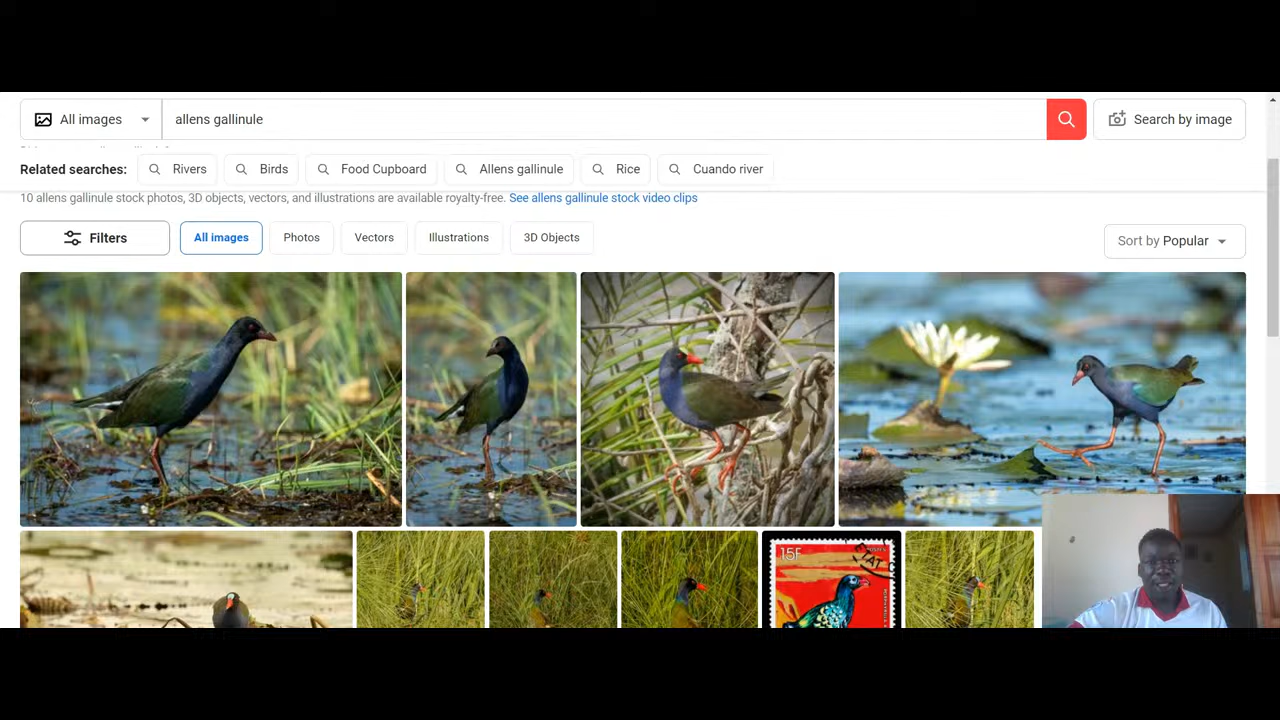 All images
allens gallinule
Search by image
Related searches:
Rivers
Birds
Food Cupboard
Allens gallinule
Rice
Cuando river
10 allens gallinule stock photos, 3D objects, vectors, and illustrations are available royalty-free. See allens gallinule stock video clips
Filters
All images
Photos
Vectors
Illustrations
3D Objects
Sort by Popular
15F